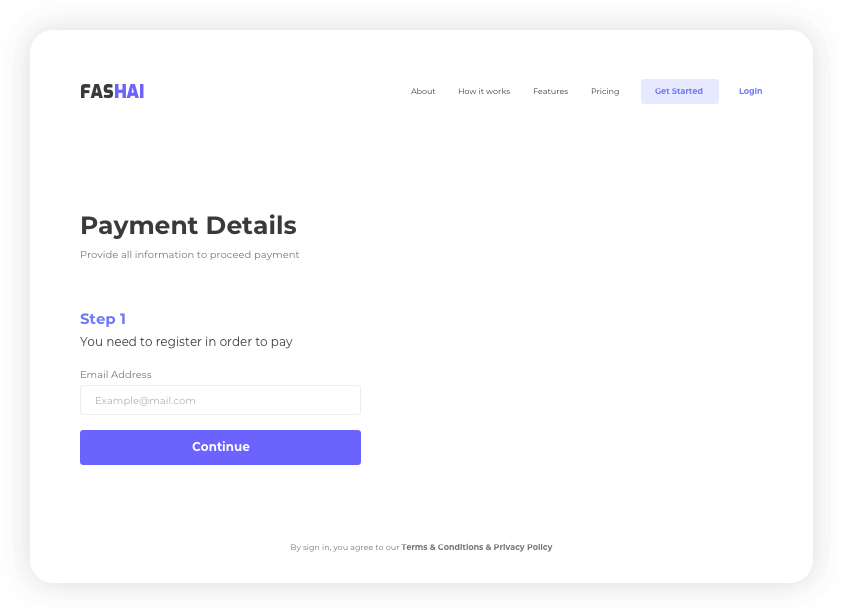 FASHAI
About How it works Features Pricing Get Started Login
Payment Details
Provide all information to proceed payment
Step 1
You need to register in order to pay
Email Address
Example@mail.com
Continue
By sign in, you agree to our Terms & Conditions & Privacy Policy